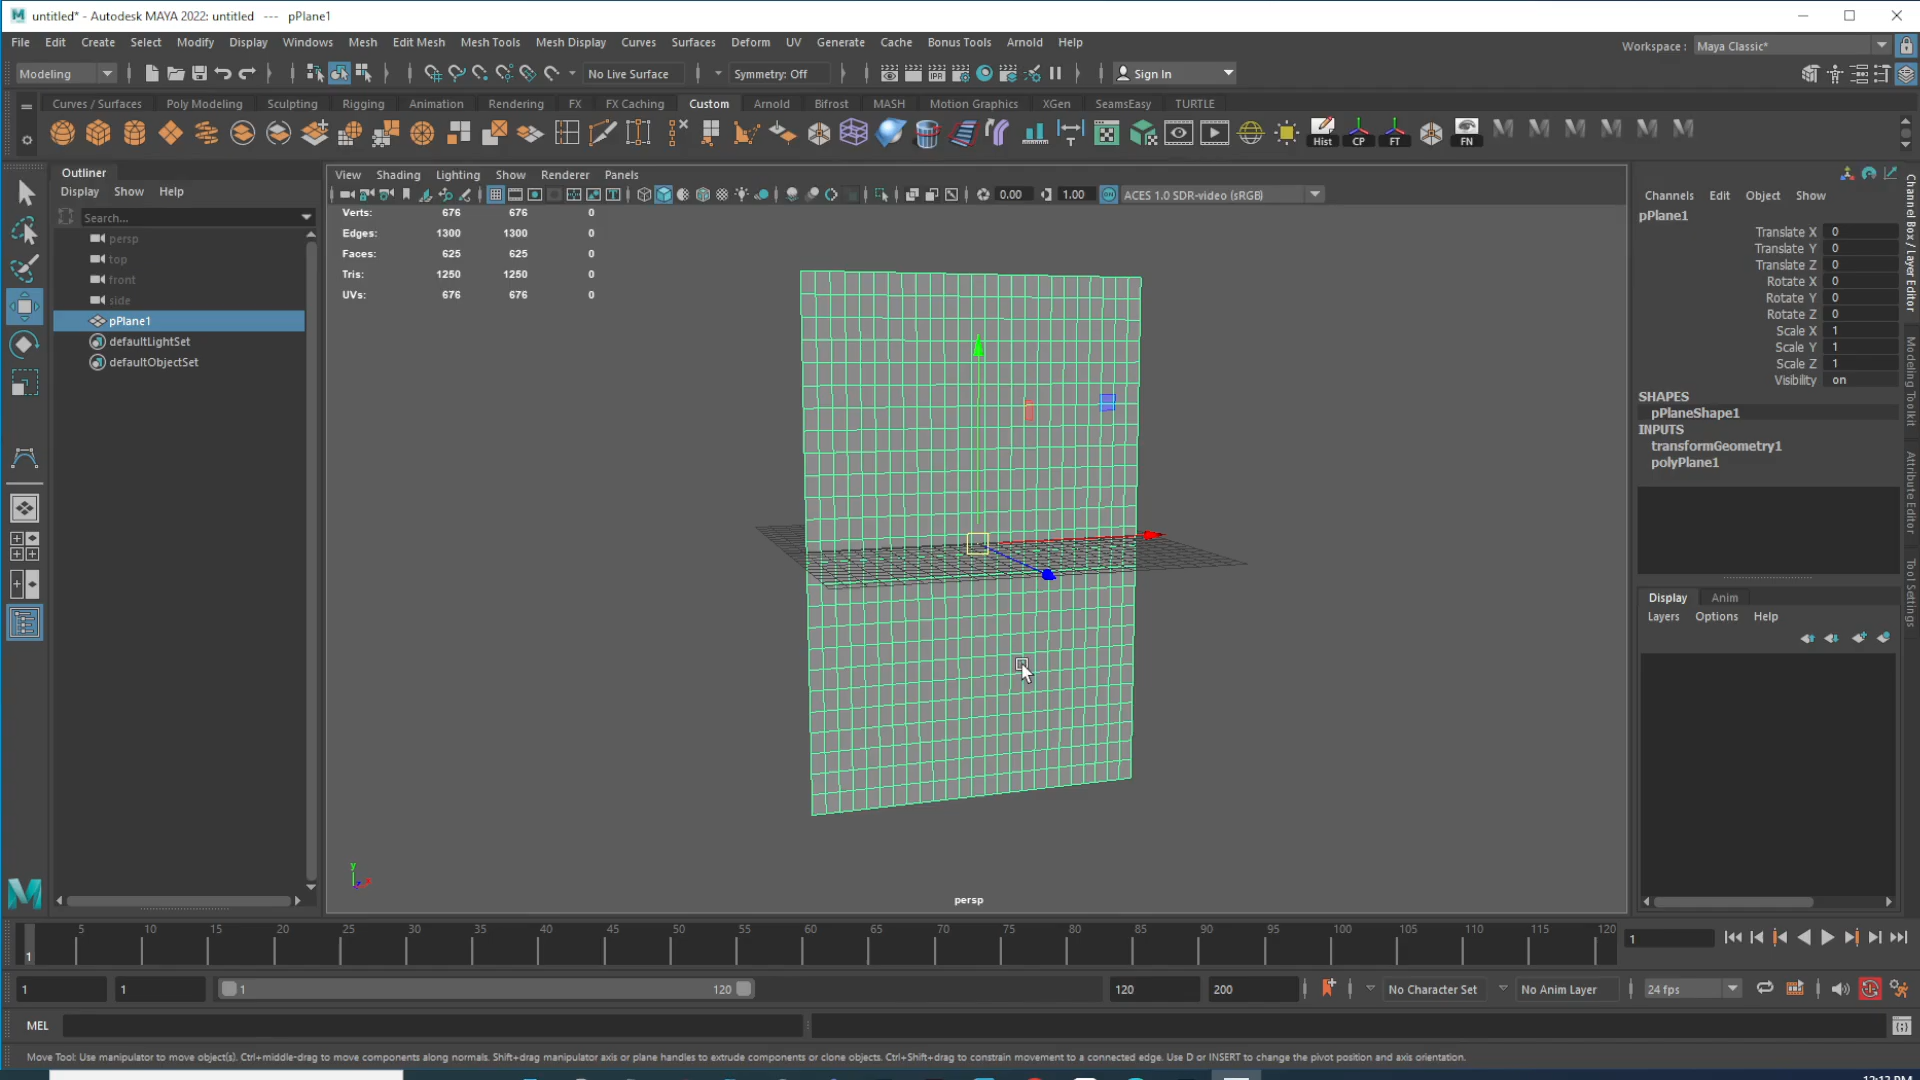 untitled* - Autodesk MAYA 2022: untitled --- pPlane1
File Edit Create Select Modify Display Windows Mesh Edit Mesh Mesh Tools Mesh Display Curves Surfaces Deform UV Generate Cache Bonus Tools Arnold Help
Workspace : Maya Classic*
Modeling
No Live Surface
Symmetry: Off
Sign In
Curves / Surfaces Poly Modeling Sculpting Rigging Animation Rendering FX FX Caching Custom Arnold Bifrost MASH Motion Graphics XGen SeamsEasy TURTLE
IPR
Hist CP FT FN
Outliner
Display Show Help
Search...
persp
top
front
side
pPlane1
defaultLightSet
defaultObjectSet
View Shading Lighting Show Renderer Panels
0.00 1.00 ACES 1.0 SDR-video (sRGB)
Verts: 676 676 0
Edges: 1300 1300 0
Faces: 625 625 0
Tris: 1250 1250 0
UVs: 676 676 0
y
persp
Channels Edit Object Show
pPlane1
Translate X 0
Translate Y 0
Translate Z 0
Rotate X 0
Rotate Y 0
Rotate Z 0
Scale X 1
Scale Y 1
Scale Z 1
Visibility on
SHAPES
pPlaneShape1
INPUTS
transformGeometry1
polyPlane1
Display Anim
Layers Options Help
Channel Box / Layer Editor
Modeling Toolkit
Attribute Editor
Tool Settings
5 10 15 20 25 30 35 40 45 50 55 60 65 70 75 80 85 90 95 100 105 110 115 120
1
1
1 1 1 120 120 200 No Character Set No Anim Layer 24 fps
MEL
Move Tool: Use manipulator to move object(s). Ctrl+middle-drag to move components along normals. Shift+drag manipulator axis or plane handles to extrude components or clone objects. Ctrl+Shift+drag to constrain movement to a connected edge. Use D or INSERT to change the pivot position and axis orientation.